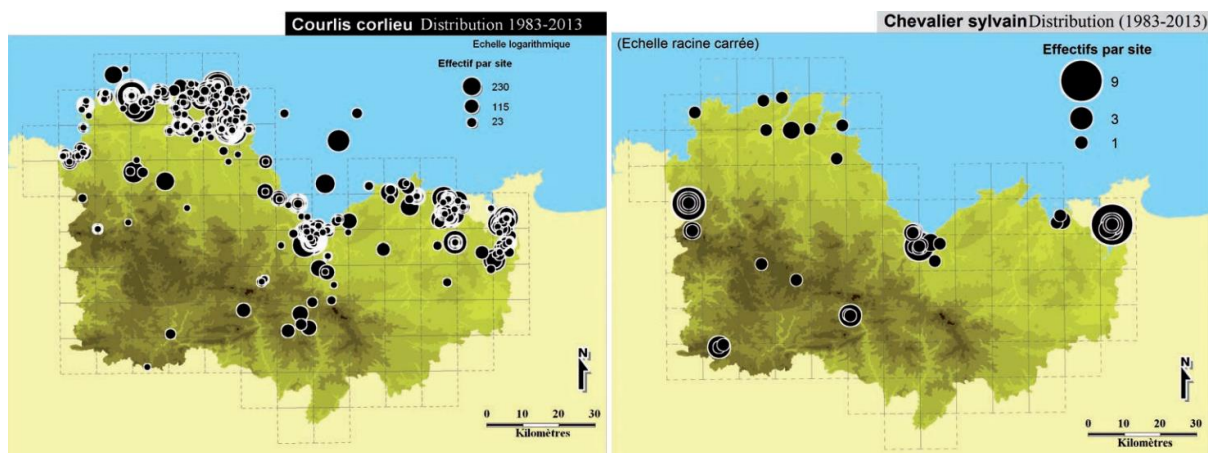 Courlis corlieu Distribution 1983-2013
Echelle logarithmique
Effectif par site
230
115
23
N
0 10 20 30
Kilomètres
Chevalier sylvain Distribution (1983-2013)
(Echelle racine carrée)
Effectifs par site
9
3
1
N
0 10 20 30
Kilomètres